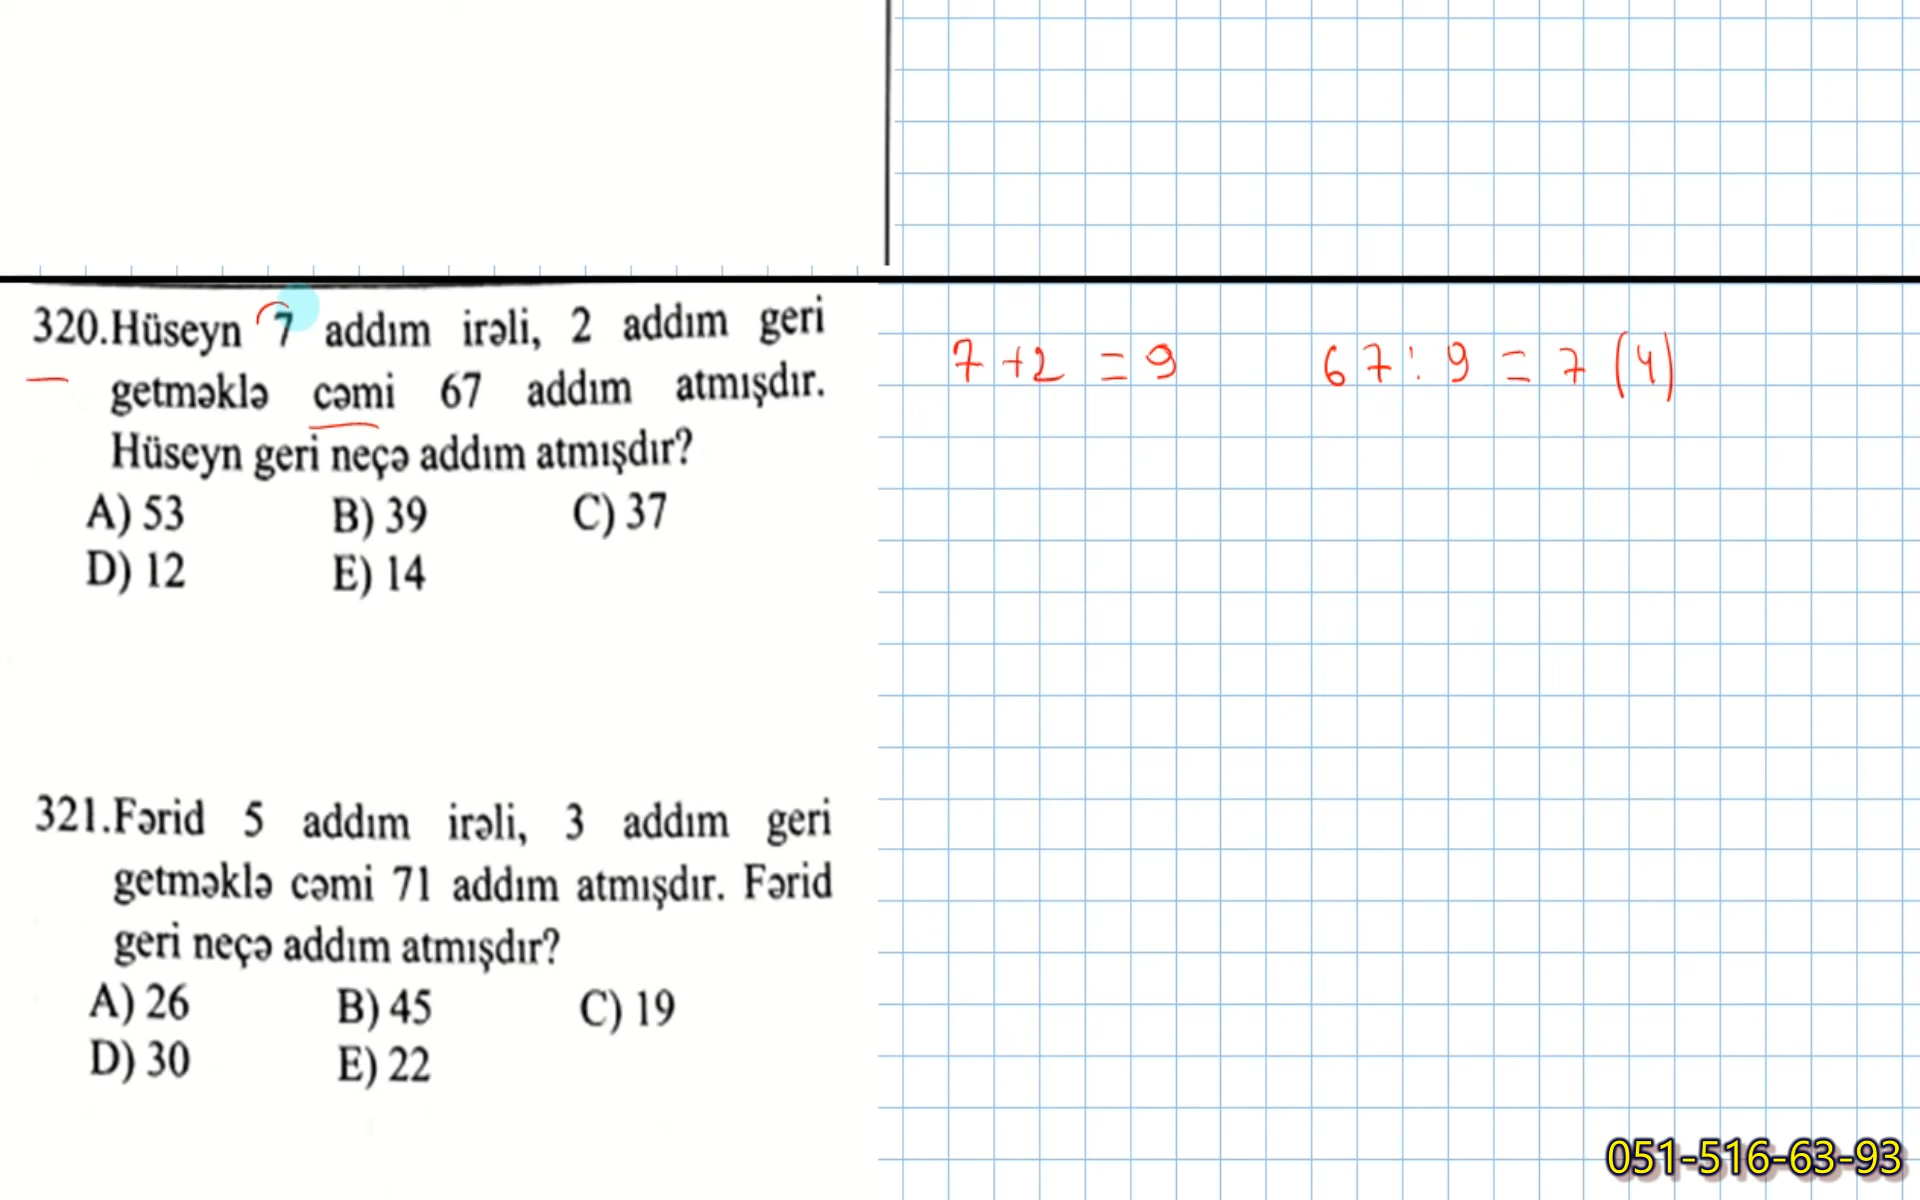 320.Hüseyn 7 addım irəli, 2 addım geri
getməklə cəmi 67 addım atmışdır.
Hüseyn geri neçə addım atmışdır?
A) 53 B) 39 C) 37
D) 12 E) 14
7 + 2 = 9 67 : 9 = 7 (4)
321.Fərid 5 addım irəli, 3 addım geri
getməklə cəmi 71 addım atmışdır. Fərid
geri neçə addım atmışdır?
A) 26 B) 45 C) 19
D) 30 E) 22
051-516-63-93